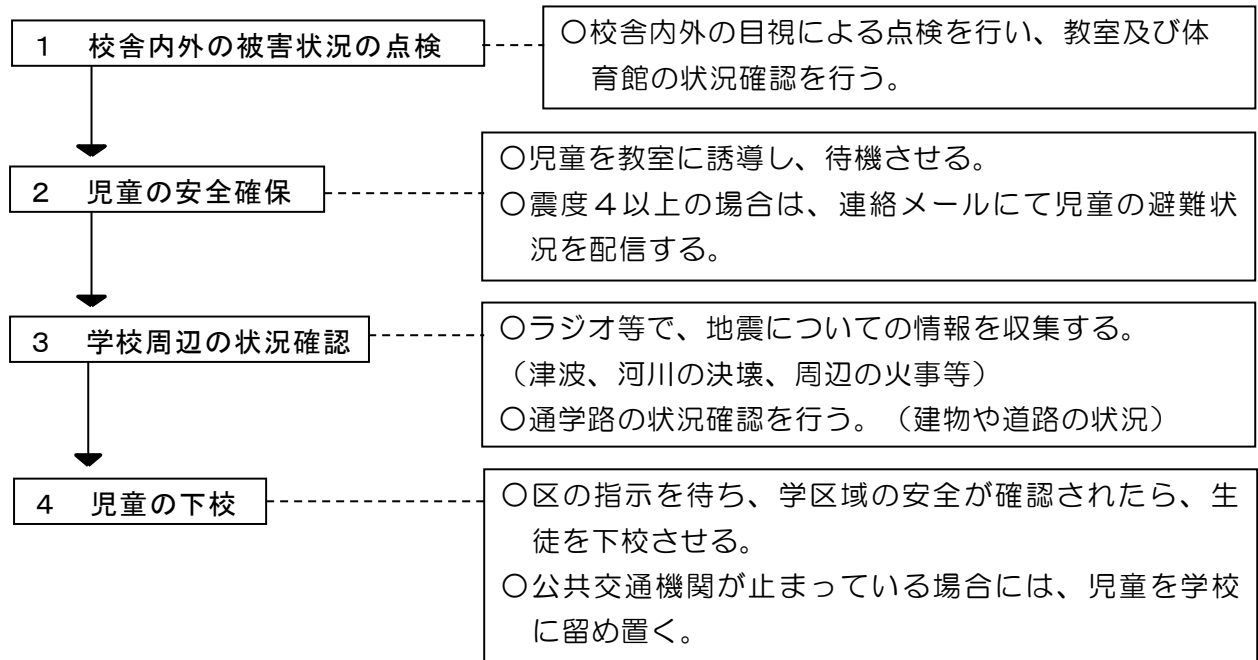 １　校舎内外の被害状況の点検
〇校舎内外の目視による点検を行い、教室及び体
育館の状況確認を行う。
２　児童の安全確保
〇児童を教室に誘導し、待機させる。
〇震度４以上の場合は、連絡メールにて児童の避難状
況を配信する。
３　学校周辺の状況確認
〇ラジオ等で、地震についての情報を収集する。
（津波、河川の決壊、周辺の火事等）
〇通学路の状況確認を行う。（建物や道路の状況）
４　児童の下校
〇区の指示を待ち、学区域の安全が確認されたら、生
徒を下校させる。
〇公共交通機関が止まっている場合には、児童を学校
に留め置く。